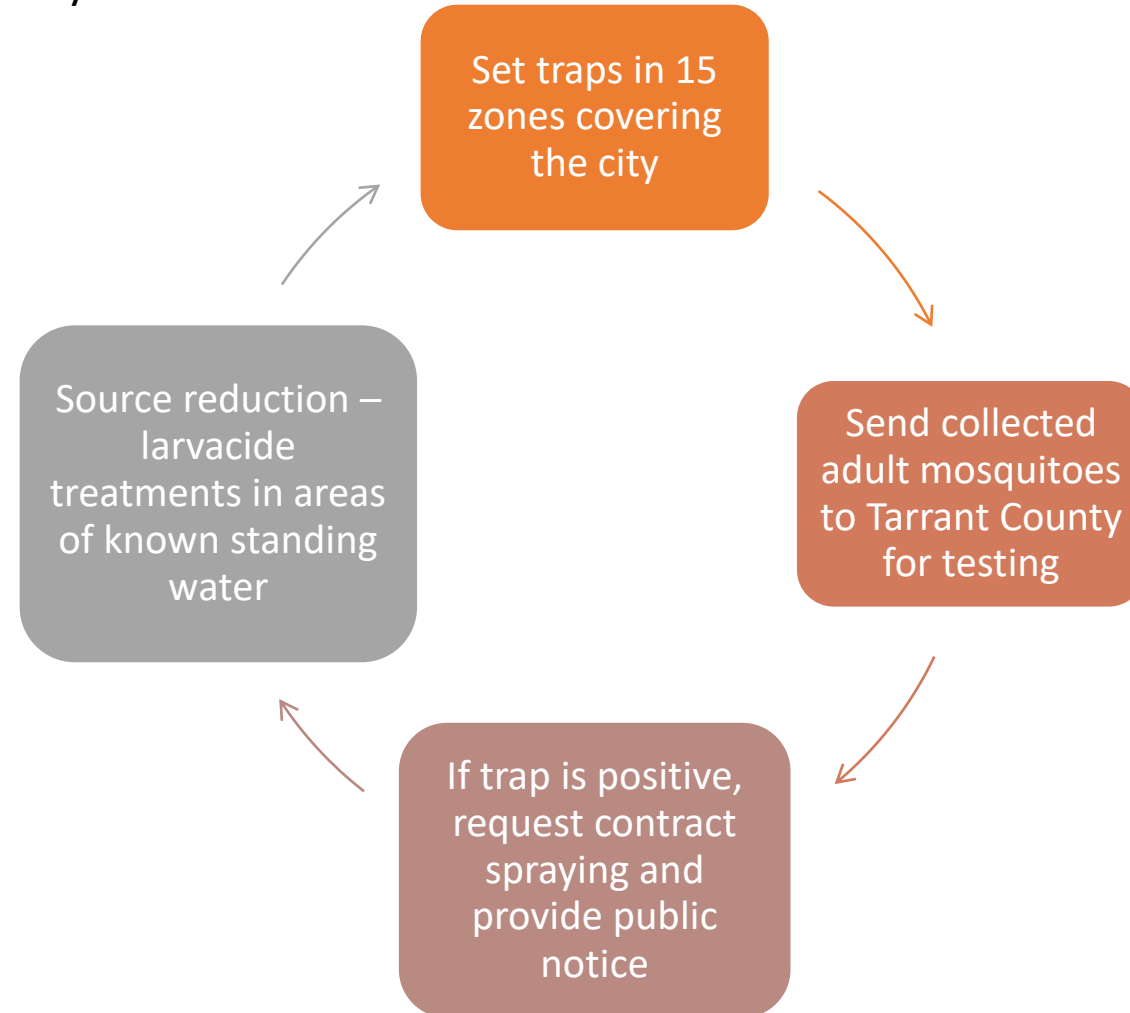 Set traps in 15
zones covering
the city
Send collected
adult mosquitoes
to Tarrant County
for testing
If trap is positive,
request contract
spraying and
provide public
notice
Source reduction –
larvacide
treatments in areas
of known standing
water